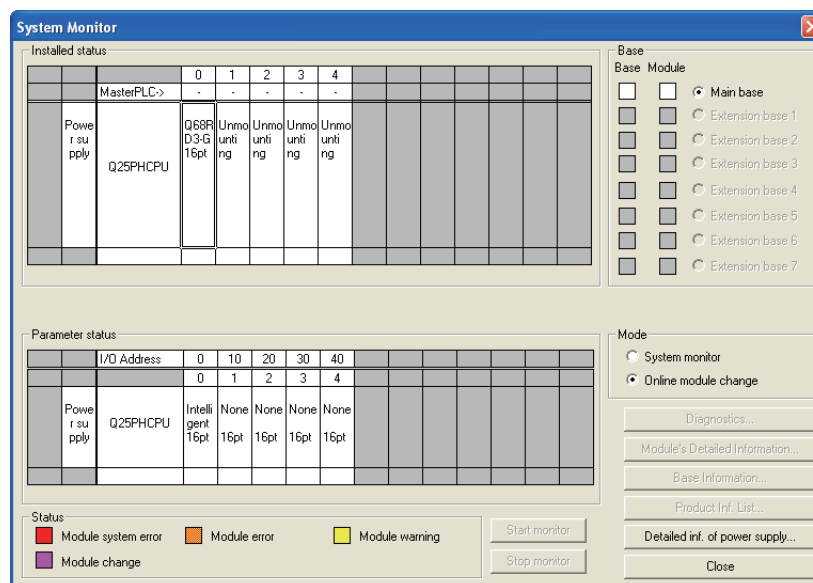 System Monitor
Installed status
0 1 2 3 4
MasterPLC-> - - - - -
Powe
r su
pply
Q25PHCPU
Q68R
D3-G
16pt
Unmo
unti
ng
Unmo
unti
ng
Unmo
unti
ng
Unmo
unti
ng
Base
Base Module
Main base
Extension base 1
Extension base 2
Extension base 3
Extension base 4
Extension base 5
Extension base 6
Extension base 7
Parameter status
I/O Address 0 10 20 30 40
0 1 2 3 4
Powe
r su
pply
Q25PHCPU
Intelli
gent
16pt
None
16pt
None
16pt
None
16pt
None
16pt
Mode
System monitor
Online module change
Diagnostics...
Module's Detailed Information...
Base Information...
Product Inf. List...
Detailed inf. of power supply...
Close
Status
Module system error
Module error
Module warning
Module change
Start monitor
Stop monitor